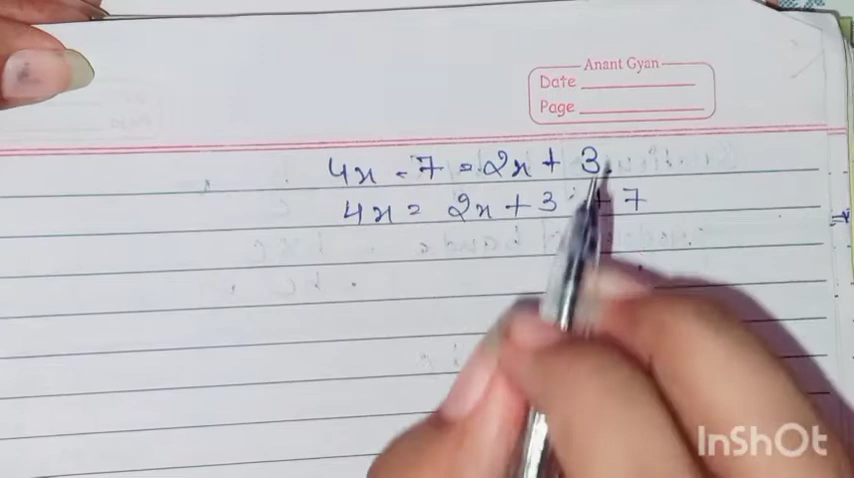 Anant Gyan
Date
Page
4x - 7 = 2x + 3
4x = 2x + 3 + 7
InShOt